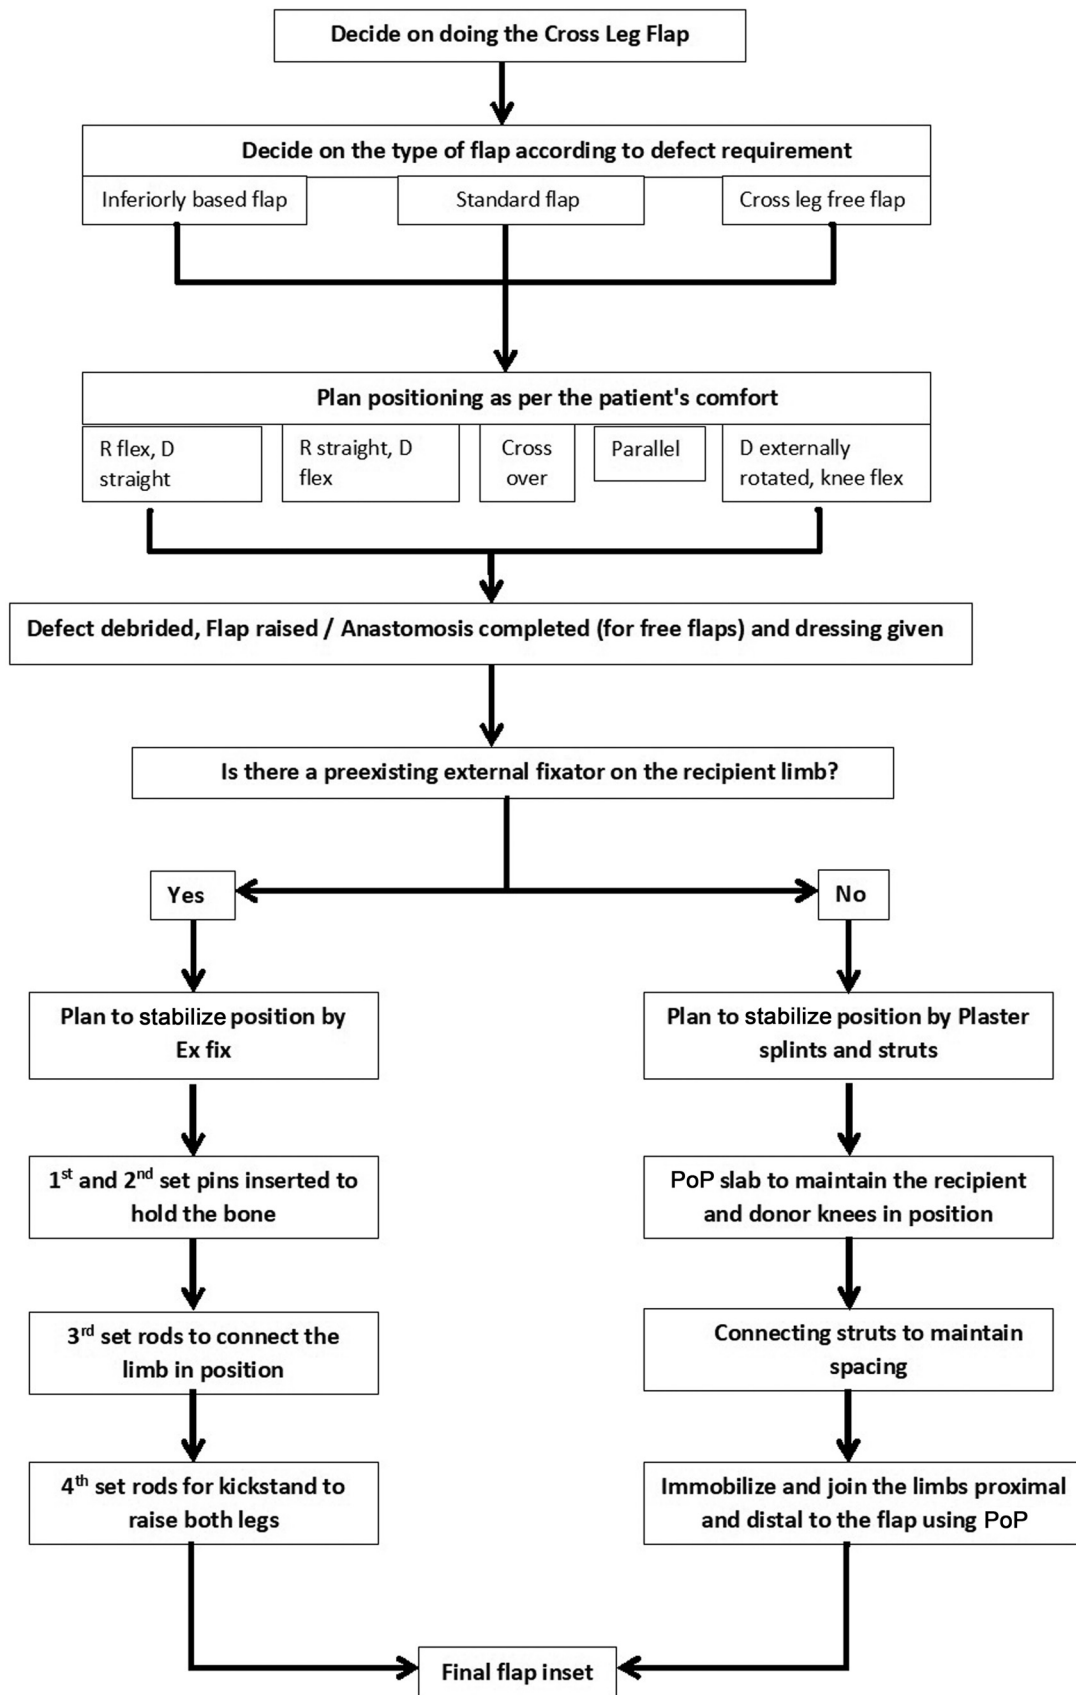 Decide on doing the Cross Leg Flap
Decide on the type of flap according to defect requirement
Inferiorly based flap
Standard flap
Cross leg free flap
Plan positioning as per the patient's comfort
R flex, D
straight
R straight, D
flex
Cross
over
Parallel
D externally
rotated, knee flex
Defect debrided, Flap raised / Anastomosis completed (for free flaps) and dressing given
Is there a preexisting external fixator on the recipient limb?
Yes
No
Plan to stabilize position by
Ex fix
Plan to stabilize position by Plaster
splints and struts
1st and 2nd set pins inserted to
hold the bone
PoP slab to maintain the recipient
and donor knees in position
3rd set rods to connect the
limb in position
Connecting struts to maintain
spacing
4th set rods for kickstand to
raise both legs
Immobilize and join the limbs proximal
and distal to the flap using PoP
Final flap inset